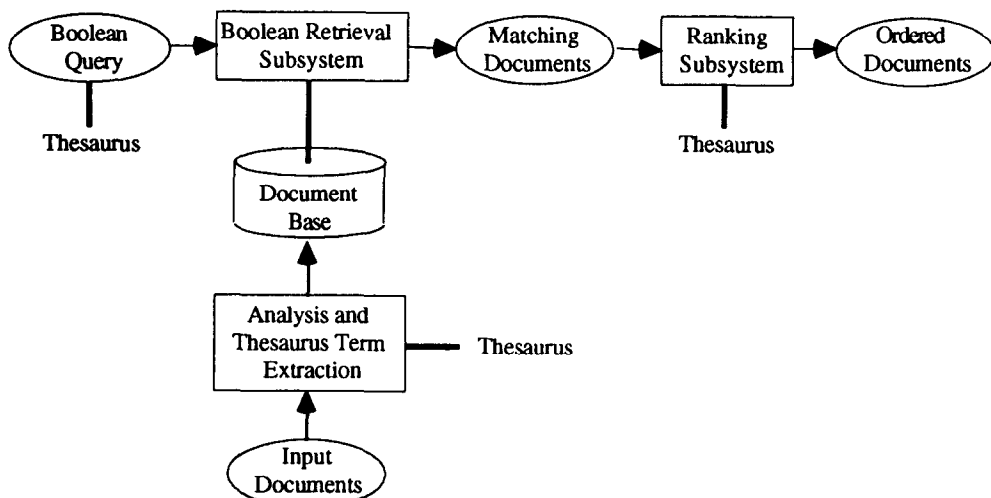 Boolean
Query
Boolean Retrieval
Subsystem
Matching
Documents
Ranking
Subsystem
Ordered
Documents
Thesaurus
Thesaurus
Document
Base
Analysis and
Thesaurus Term
Extraction
Thesaurus
Input
Documents